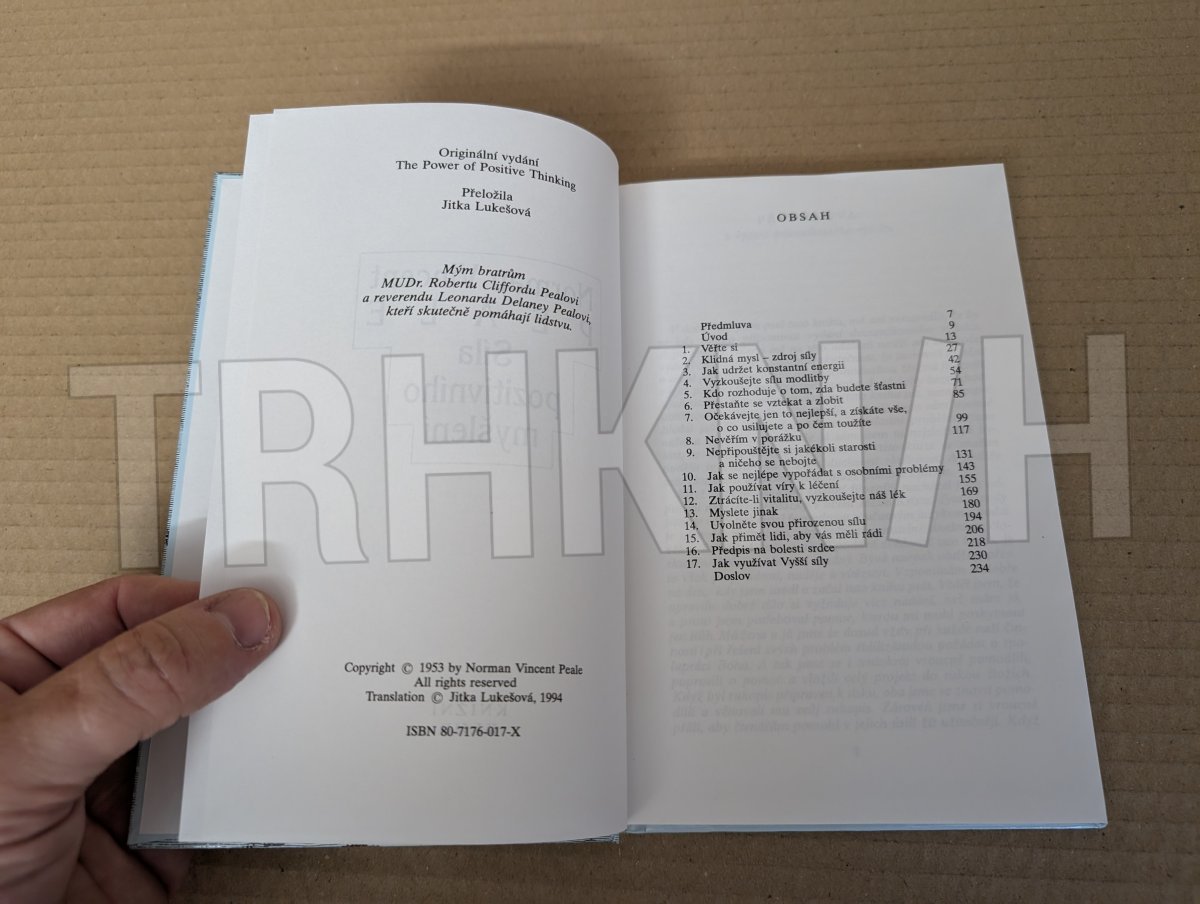 Originální vydání
The Power of Positive Thinking
Přeložila
Jitka Lukešová
Mým bratrům
MUDr. Robertu Cliffordu Pealovi
a reverendu Leonardu Delaney Pealovi,
kteří skutečně pomáhají lidstvu.
Copyright © 1953 by Norman Vincent Peale
All rights reserved
Translation © Jitka Lukešová, 1994
ISBN 80-7176-017-X
OBSAH
Předmluva 7
Úvod 9
1. Věřte si 13
2. Klidná mysl – zdroj síly 27
3. Jak udržet konstantní energii 42
4. Vyzkoušejte sílu modlitby 54
5. Kdo rozhoduje o tom, zda budete šťastni 71
6. Přestaňte se vztekat a zlobit 85
7. Očekávejte jen to nejlepší, a získáte vše,
o co usilujete a po čem toužíte 99
8. Nevěřím v porážku 117
9. Nepřipouštějte si jakékoli starosti
a ničeho se nebojte 131
10. Jak se nejlépe vypořádat s osobními problémy 143
11. Jak používat víry k léčení 155
12. Ztrácíte-li vitalitu, vyzkoušejte náš lék 169
13. Myslete jinak 180
14. Uvolněte svou přirozenou sílu 194
15. Jak přimět lidi, aby vás měli rádi 206
16. Předpis na bolesti srdce 218
17. Jak využívat Vyšší síly 230
Doslov 234
TRHKNIH